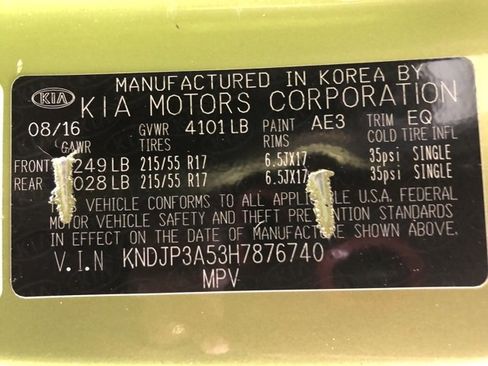 KIA
MANUFACTURED IN KOREA BY
KIA MOTORS CORPORATION
08/16 GVWR 4101LB PAINT AE3 TRIM EQ
GAWR TIRES RIMS COLD TIRE INFL
FRONT 249LB 215/55 R17 6.5JX17 35psi SINGLE
REAR 028LB 215/55 R17 6.5JX17 35psi SINGLE
VEHICLE CONFORMS TO ALL APPLICABLE U.S.A. FEDERAL
MOTOR VEHICLE SAFETY AND THEFT PREVENTION STANDARDS
IN EFFECT ON THE DATE OF MANUFACTURE SHOWN ABOVE.
V.I.N KNDJP3A53H7876740
MPV